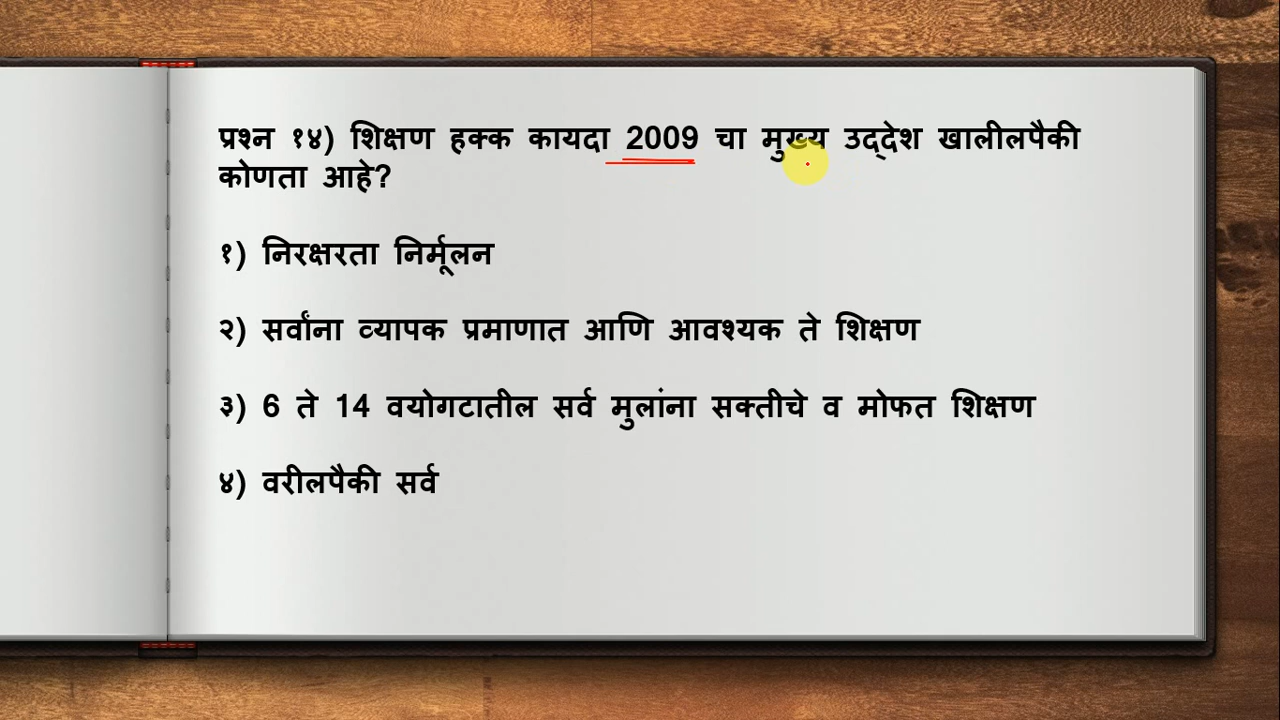 प्रश्न १४) शिक्षण हक्क कायदा 2009 चा मुख्य उद्देश खालीलपैकी
कोणता आहे?
१) निरक्षरता निर्मूलन
२) सर्वांना व्यापक प्रमाणात आणि आवश्यक ते शिक्षण
३) 6 ते 14 वयोगटातील सर्व मुलांना सक्तीचे व मोफत शिक्षण
४) वरीलपैकी सर्व